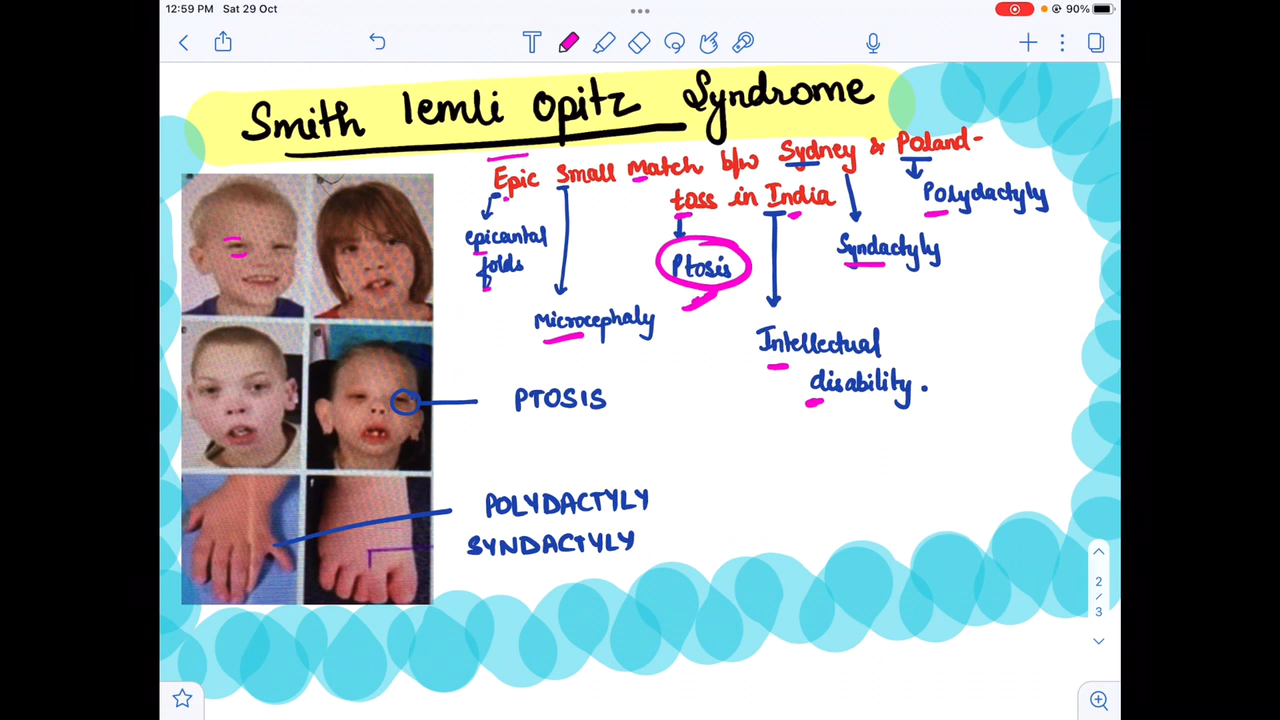 12:59 PM Sat 29 Oct
90%
T
Smith lemli Opitz Syndrome
Epic Small Match b/w Sydney & Poland-
toss in India
Polydactyly
epicantal
folds
Syndactyly
Ptosis
Microcephaly
Intellectual
disability.
PTOSIS
POLYDACTYLY
SYNDACTYLY
2
/
3